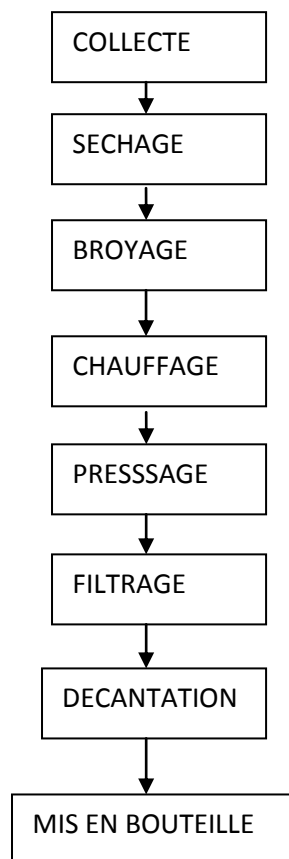 COLLECTE
SECHAGE
BROYAGE
CHAUFFAGE
PRESSSAGE
FILTRAGE
DECANTATION
MIS EN BOUTEILLE